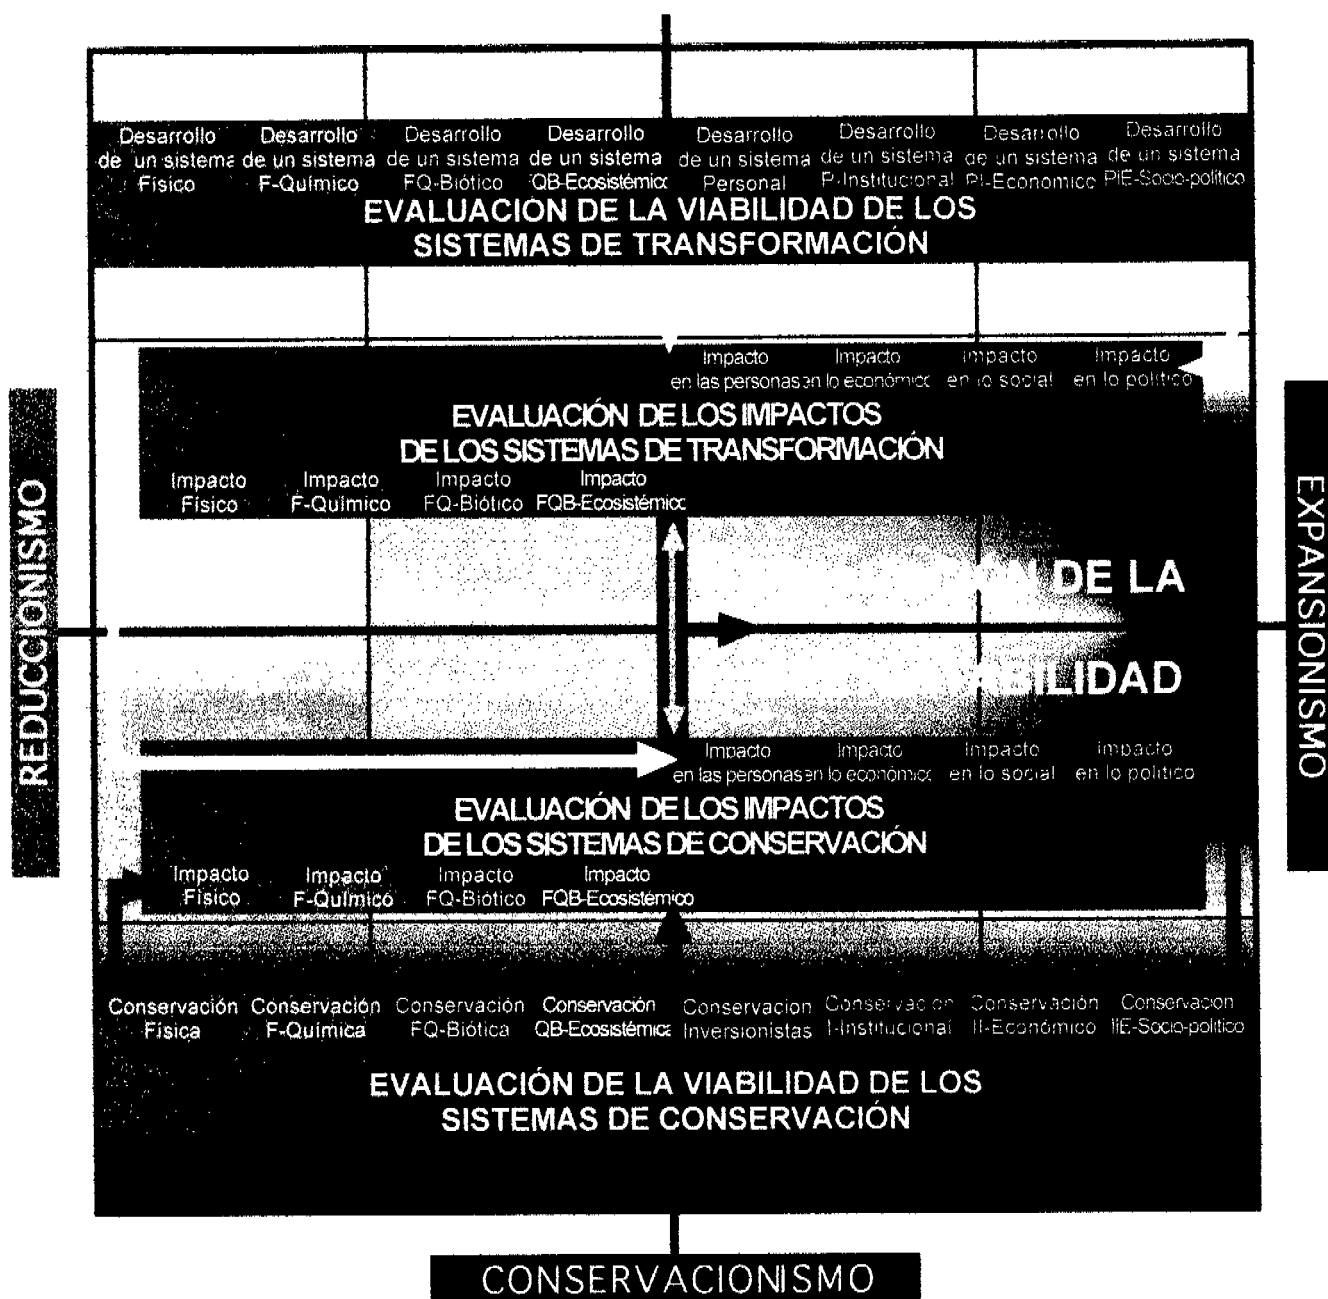 Desarrollo Desarrollo Desarrollo Desarrollo Desarrollo Desarrollo Desarrollo Desarrollo
de un sistema de un sistema de un sistema de un sistema de un sistema de un sistema de un sistema de un sistema
Físico F-Químico FQ-Biótico QB-Ecosistémico Personal P-Institucional PI-Económico PIE-Socio-político
EVALUACIÓN DE LA VIABILIDAD DE LOS
SISTEMAS DE TRANSFORMACIÓN
Impacto Impacto Impacto Impacto
en las personas en lo económico en lo social en lo político
EVALUACIÓN DE LOS IMPACTOS
DE LOS SISTEMAS DE TRANSFORMACIÓN
Impacto Impacto Impacto Impacto
Físico F-Químico FQ-Biótico FQB-Ecosistémico
REDUCCIONISMO
EXPANSIONISMO
DE LA
Impacto Impacto Impacto Impacto
en las personas en lo económico en lo social en lo político
EVALUACIÓN DE LOS IMPACTOS
DE LOS SISTEMAS DE CONSERVACIÓN
Impacto Impacto Impacto Impacto
Físico F-Químico FQ-Biótico FQB-Ecosistémico
Conservación Conservación Conservación Conservación Conservacion Conservacion Conservación Conservacion
Física F-Química FQ-Biótica QB-Ecosistémica Inversionistas I-Institucional II-Económico IIE-Socio-politico
EVALUACIÓN DE LA VIABILIDAD DE LOS
SISTEMAS DE CONSERVACIÓN
CONSERVACIONISMO